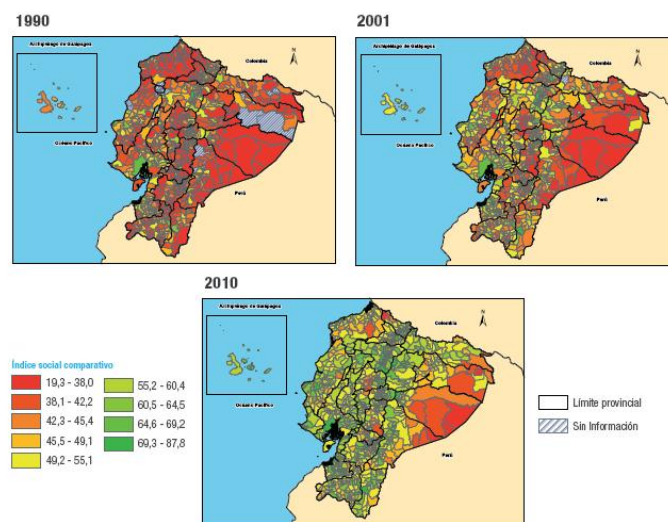 1990
Archipiélago de Galápagos
Colombia
N
Océano Pacífico
Perú
2001
Archipiélago de Galápagos
Colombia
N
Océano Pacífico
Perú
2010
Archipiélago de Galápagos
Colombia
N
Océano Pacífico
Perú
Índice social comparativo
19,3 - 38,0
38,1 - 42,2
42,3 - 45,4
45,5 - 49,1
49,2 - 55,1
55,2 - 60,4
60,5 - 64,5
64,6 - 69,2
69,3 - 87,8
Límite provincial
Sin Información